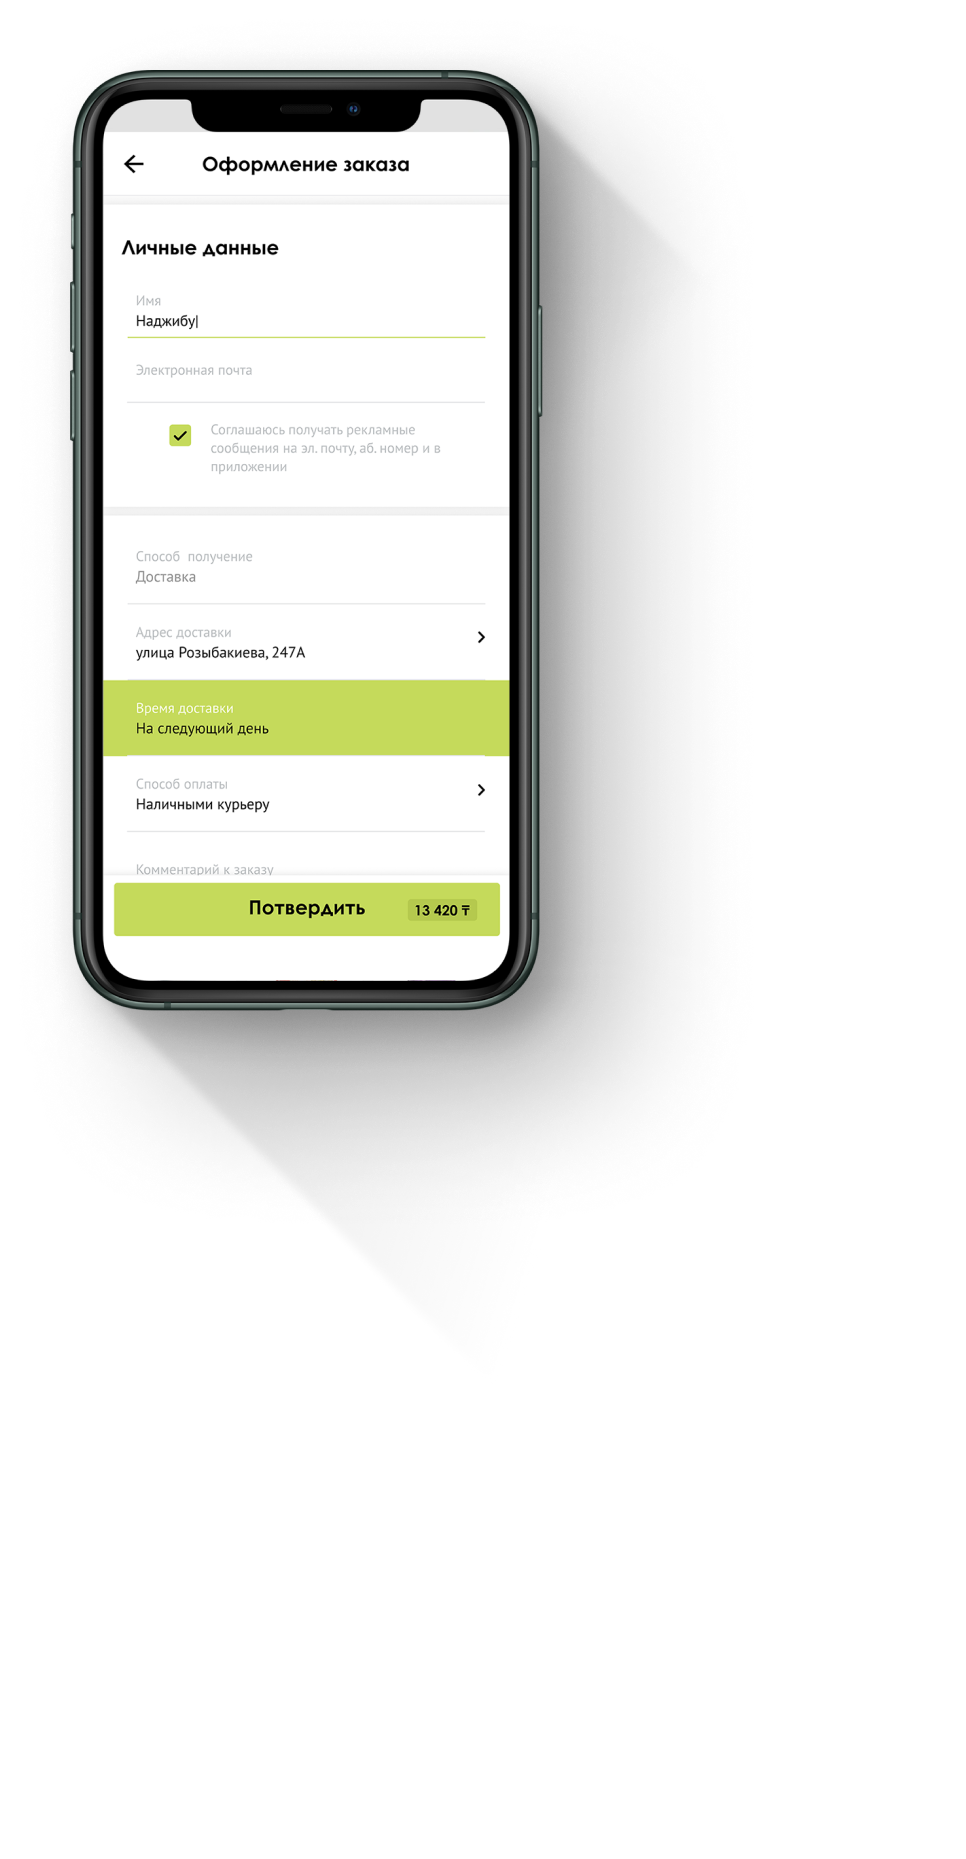 Оформление заказа
Личные данные
Имя
Наджибу
Электронная почта
Соглашаюсь получать рекламные
сообщения на эл. почту, аб. номер и в
приложении
Способ получение
Доставка
Адрес доставки
улица Розыбакиева, 247А
Время доставки
На следующий день
Способ оплаты
Наличными курьеру
Комментарий к заказу
Потвердить 13 420 ₸